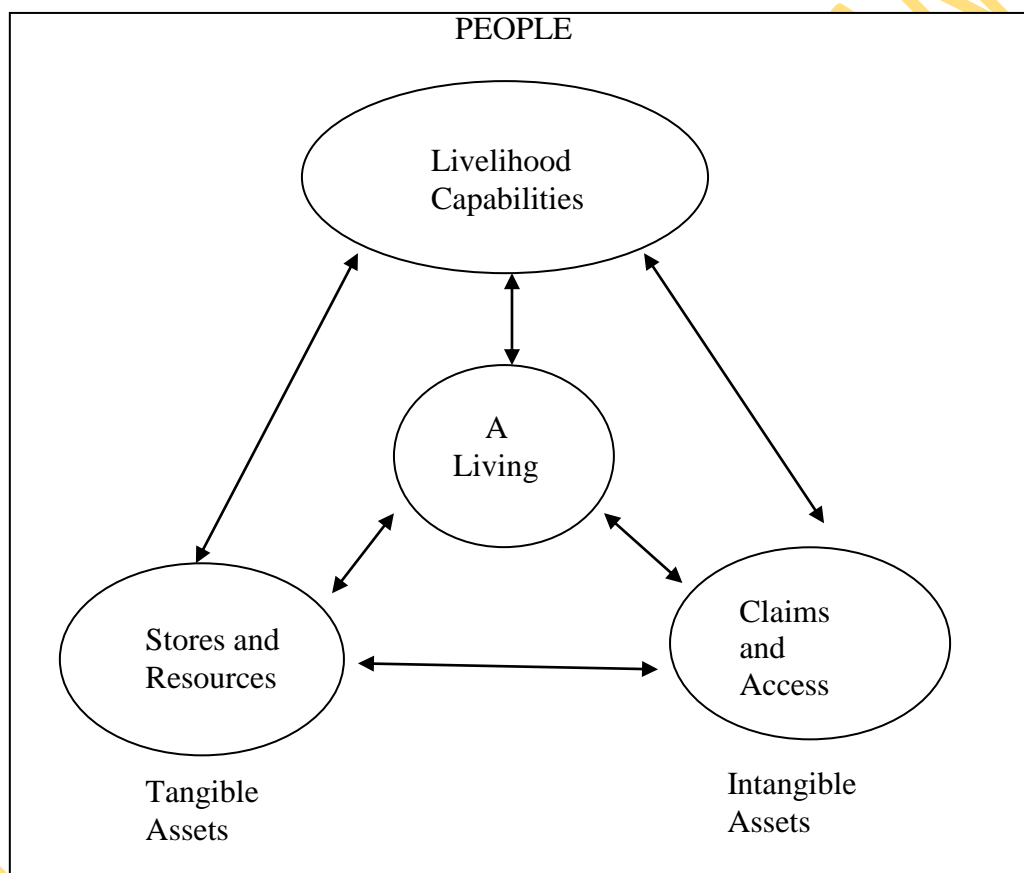 PEOPLE
Livelihood
Capabilities
A
Living
Stores and
Resources
Claims
and
Access
Tangible
Assets
Intangible
Assets